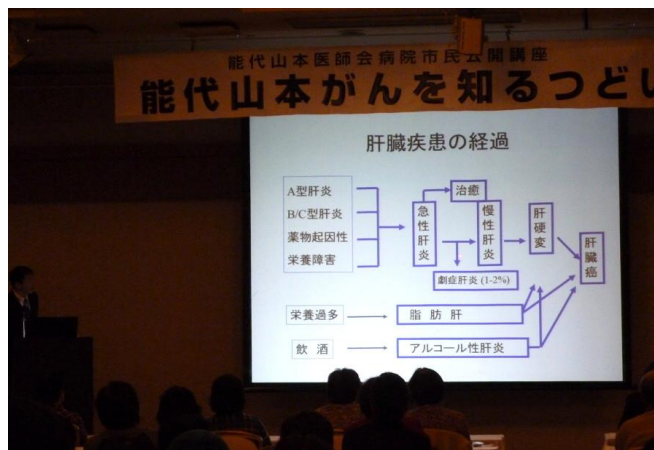 能代山本医師会病院市民公開講座
能代山本がんを知るつどい
肝臓疾患の経過
A型肝炎
B/C型肝炎
薬物起因性
栄養障害
急性肝炎
治癒
慢性肝炎
劇症肝炎 (1-2%)
肝硬変
肝臓癌
栄養過多
脂肪肝
飲酒
アルコール性肝炎